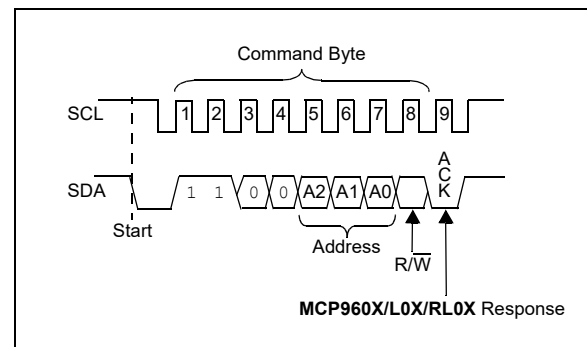 Command Byte
SCL 1 2 3 4 5 6 7 8 9
SDA 1 1 0 0 A2 A1 A0 A C K
Start
Address
R/W̅
MCP960X/L0X/RL0X Response